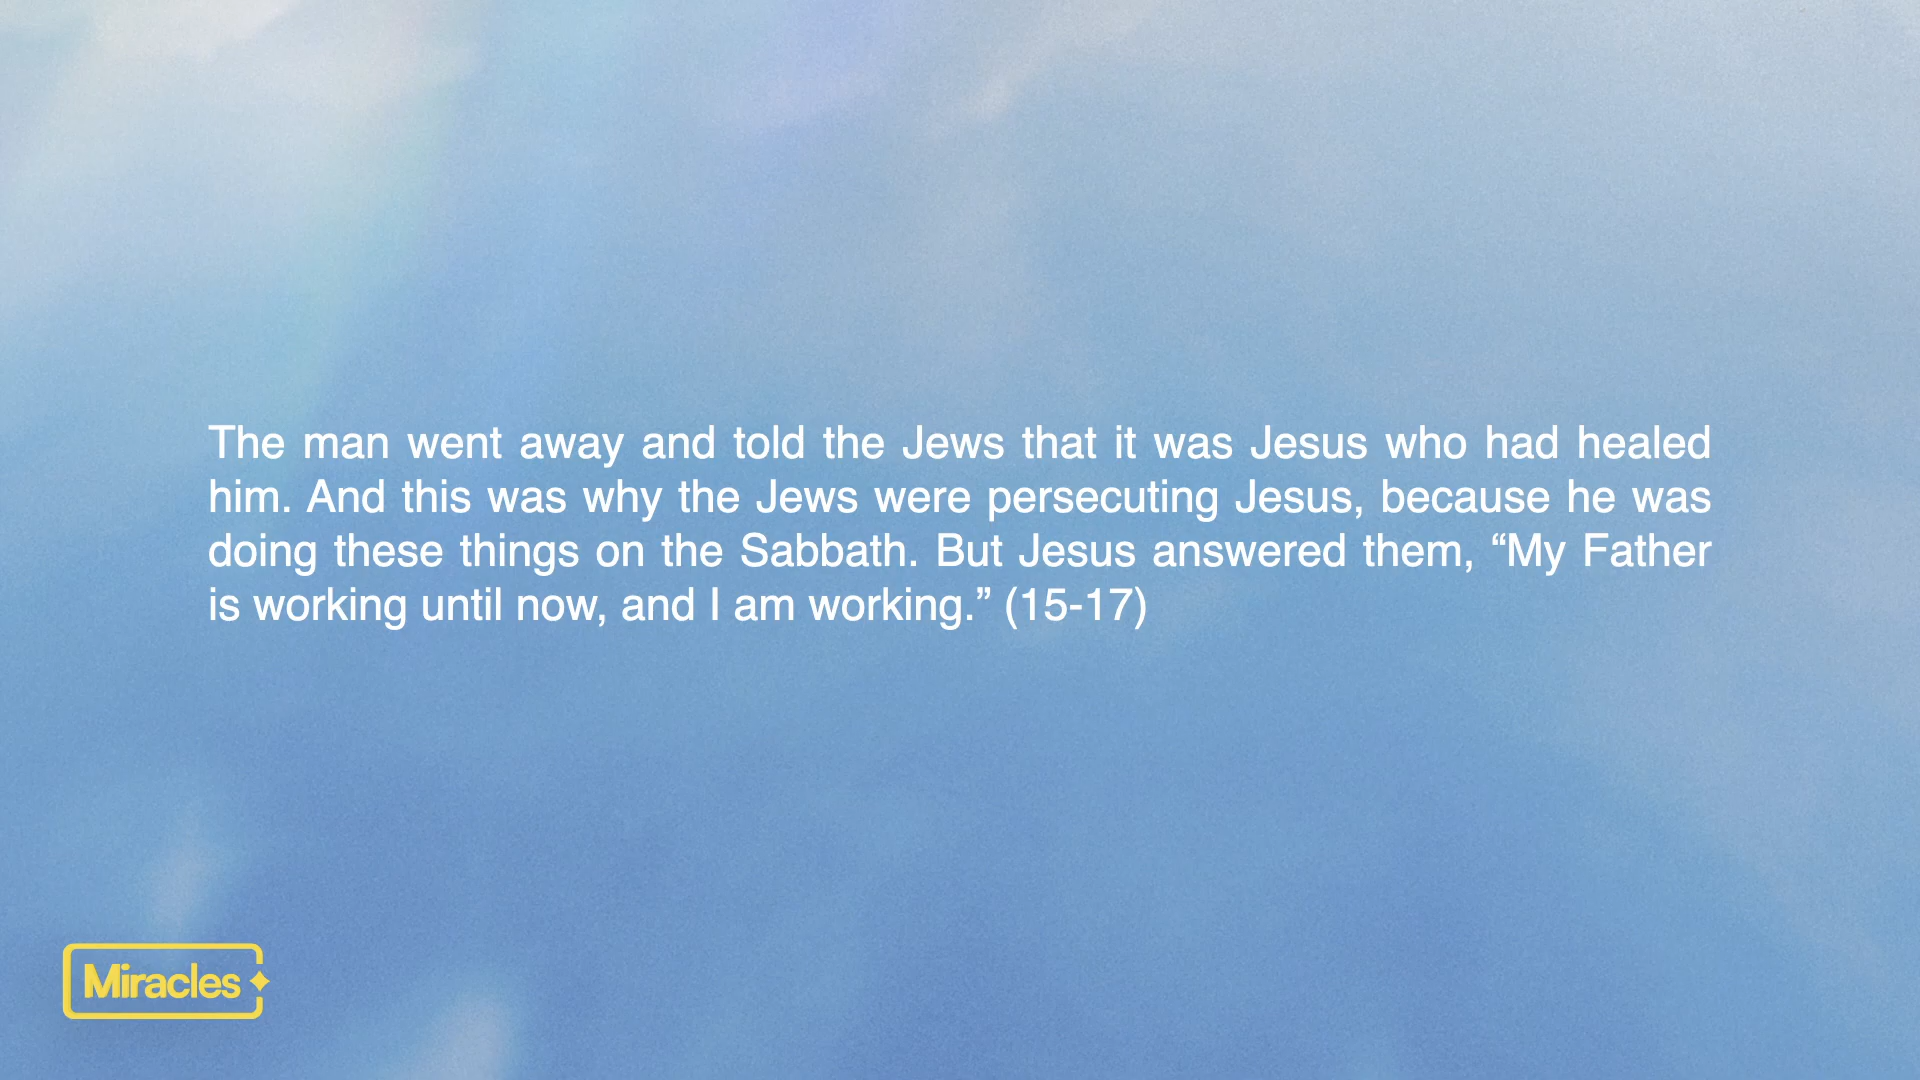 The man went away and told the Jews that it was Jesus who had healed
him. And this was why the Jews were persecuting Jesus, because he was
doing these things on the Sabbath. But Jesus answered them, “My Father
is working until now, and I am working.” (15-17)
Miracles